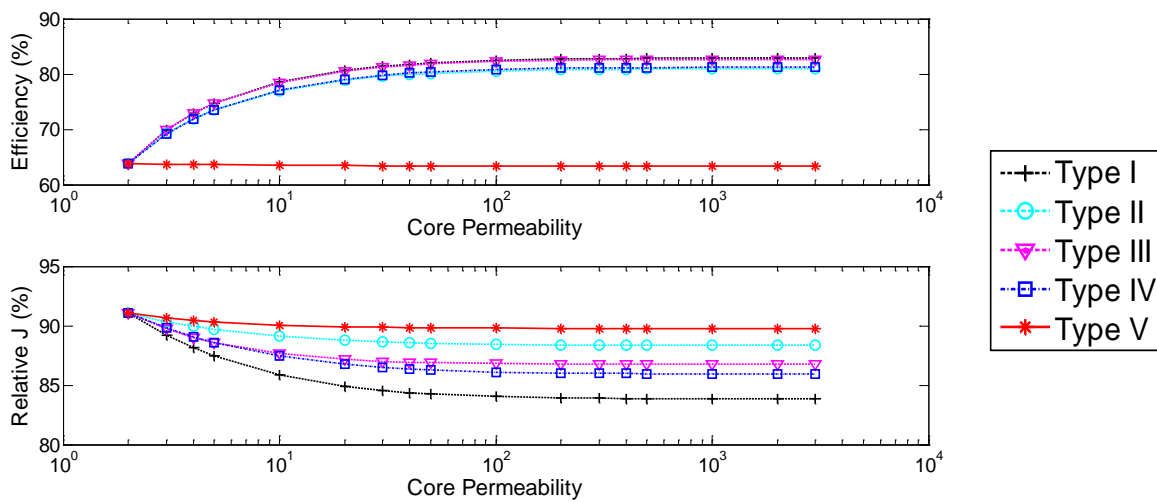 90
80
70
60
Efficiency (%)
10^0
10^1
10^2
10^3
10^4
Core Permeability
95
90
85
80
Relative J (%)
10^0
10^1
10^2
10^3
10^4
Core Permeability
Type I
Type II
Type III
Type IV
Type V